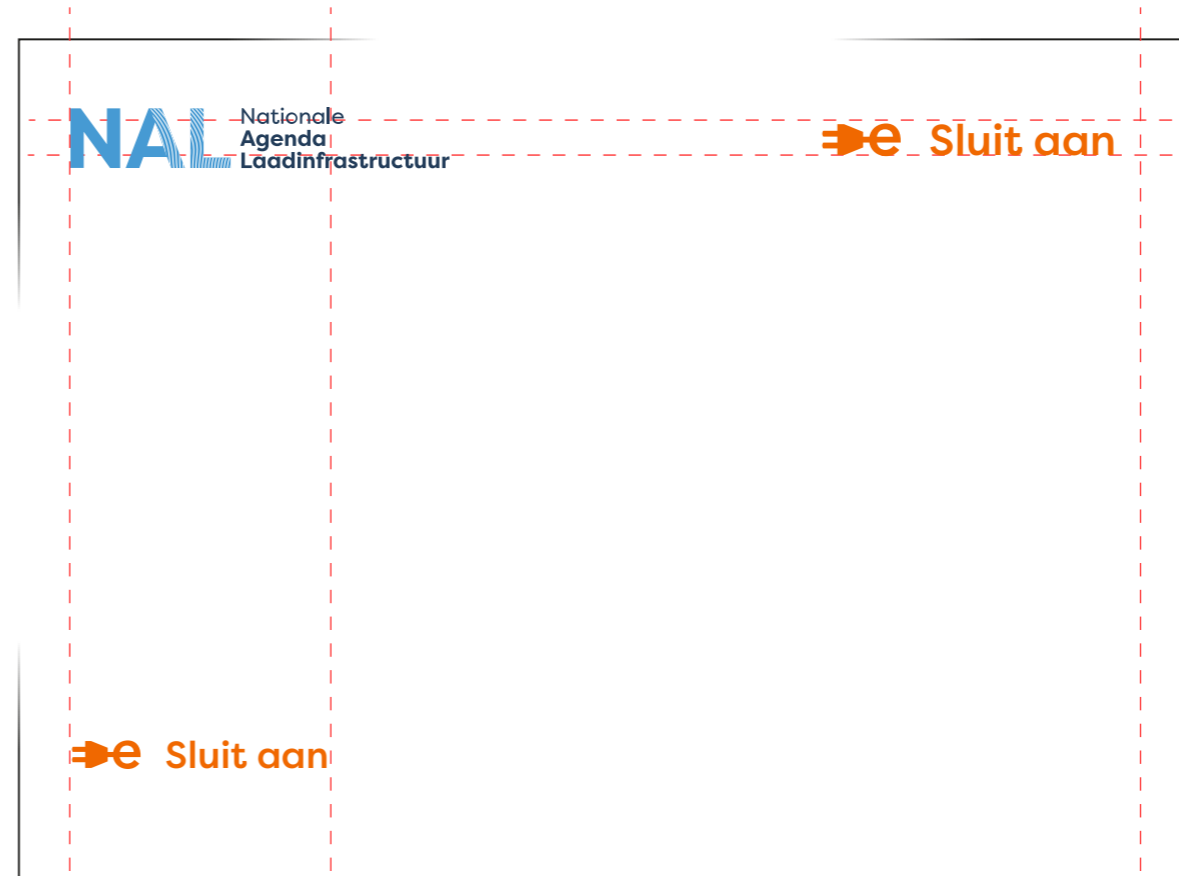 NAL
Nationale
Agenda
Laadinfrastructuur
e Sluit aan
e Sluit aan